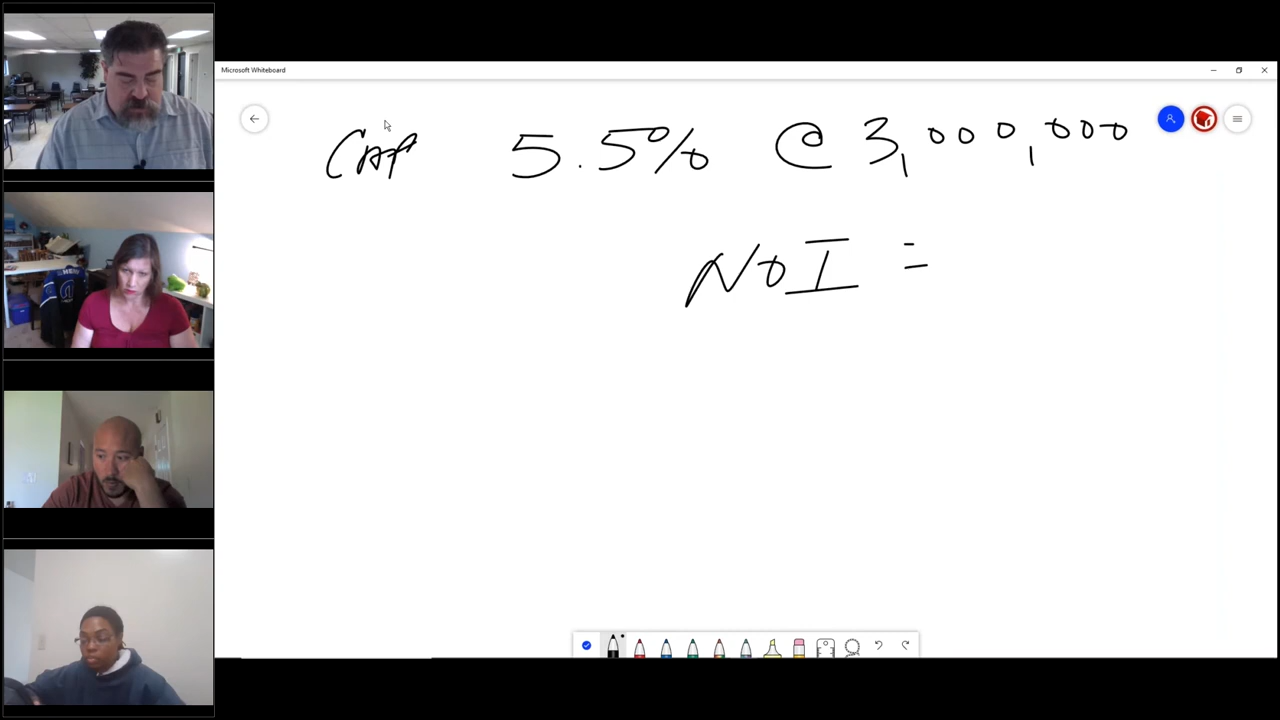 Microsoft Whiteboard
CAP 5.5% @ 3,000,000
NOI =